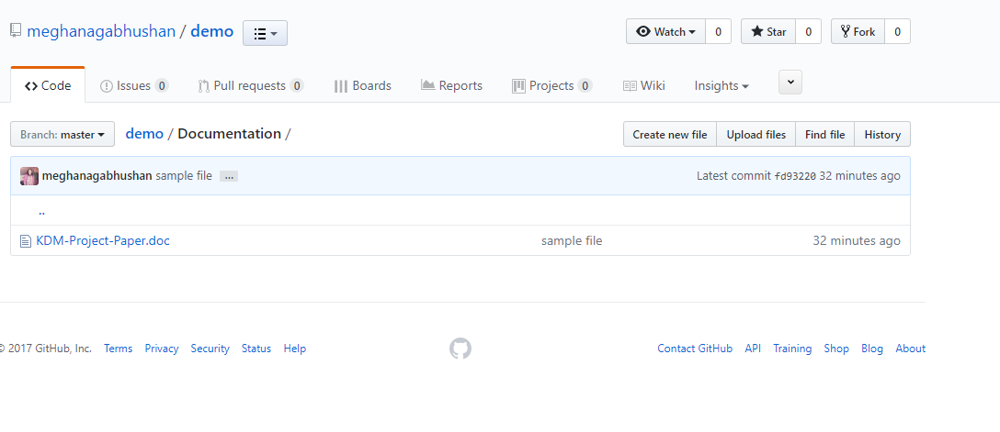 meghanagabhushan / demo
Watch 0 Star 0 Fork 0
Code Issues 0 Pull requests 0 Boards Reports Projects 0 Wiki Insights
Branch: master demo / Documentation / Create new file Upload files Find file History
meghanagabhushan sample file ... Latest commit fd93220 32 minutes ago
..
KDM-Project-Paper.doc sample file 32 minutes ago
© 2017 GitHub, Inc. Terms Privacy Security Status Help Contact GitHub API Training Shop Blog About